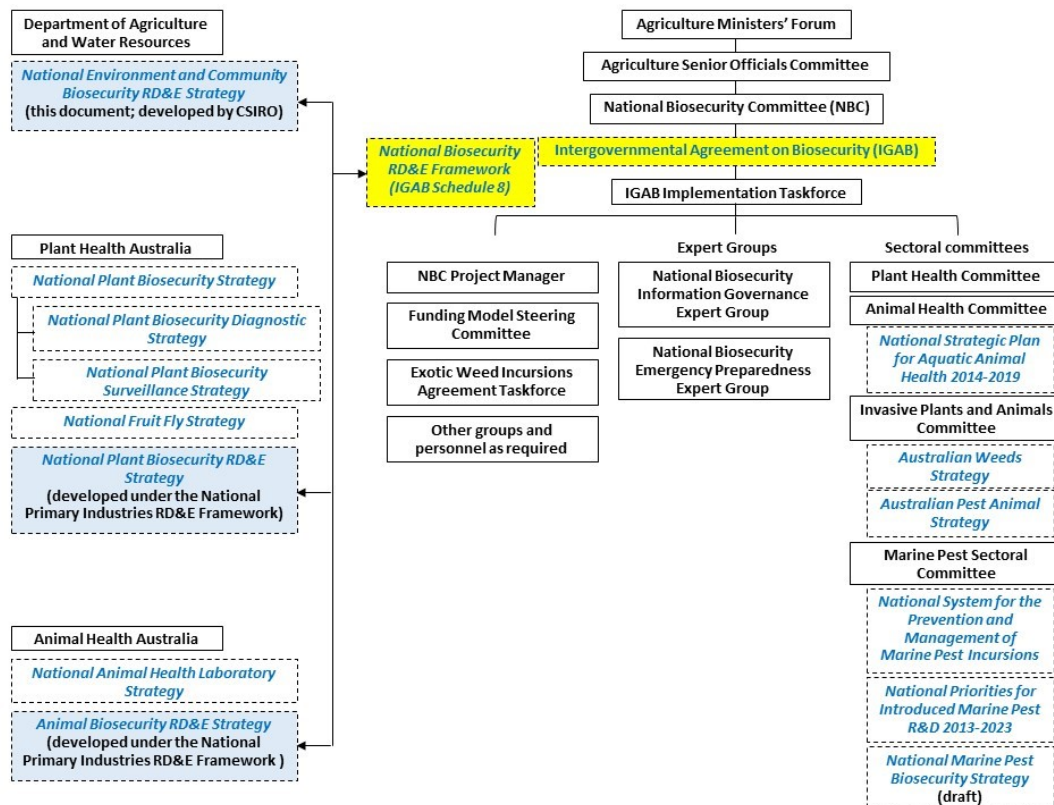 Department of Agriculture
and Water Resources
National Environment and Community
Biosecurity RD&E Strategy
(this document; developed by CSIRO)
Plant Health Australia
National Plant Biosecurity Strategy
National Plant Biosecurity Diagnostic
Strategy
National Plant Biosecurity
Surveillance Strategy
National Fruit Fly Strategy
National Plant Biosecurity RD&E
Strategy
(developed under the National
Primary Industries RD&E Framework)
Animal Health Australia
National Animal Health Laboratory
Strategy
Animal Biosecurity RD&E Strategy
(developed under the National
Primary Industries RD&E Framework )
National Biosecurity
RD&E Framework
(IGAB Schedule 8)
Agriculture Ministers' Forum
Agriculture Senior Officials Committee
National Biosecurity Committee (NBC)
Intergovernmental Agreement on Biosecurity (IGAB)
IGAB Implementation Taskforce
NBC Project Manager
Funding Model Steering
Committee
Exotic Weed Incursions
Agreement Taskforce
Other groups and
personnel as required
Expert Groups
National Biosecurity
Information Governance
Expert Group
National Biosecurity
Emergency Preparedness
Expert Group
Sectoral committees
Plant Health Committee
Animal Health Committee
National Strategic Plan
for Aquatic Animal
Health 2014-2019
Invasive Plants and Animals
Committee
Australian Weeds
Strategy
Australian Pest Animal
Strategy
Marine Pest Sectoral
Committee
National System for the
Prevention and
Management of
Marine Pest Incursions
National Priorities for
Introduced Marine Pest
R&D 2013-2023
National Marine Pest
Biosecurity Strategy
(draft)